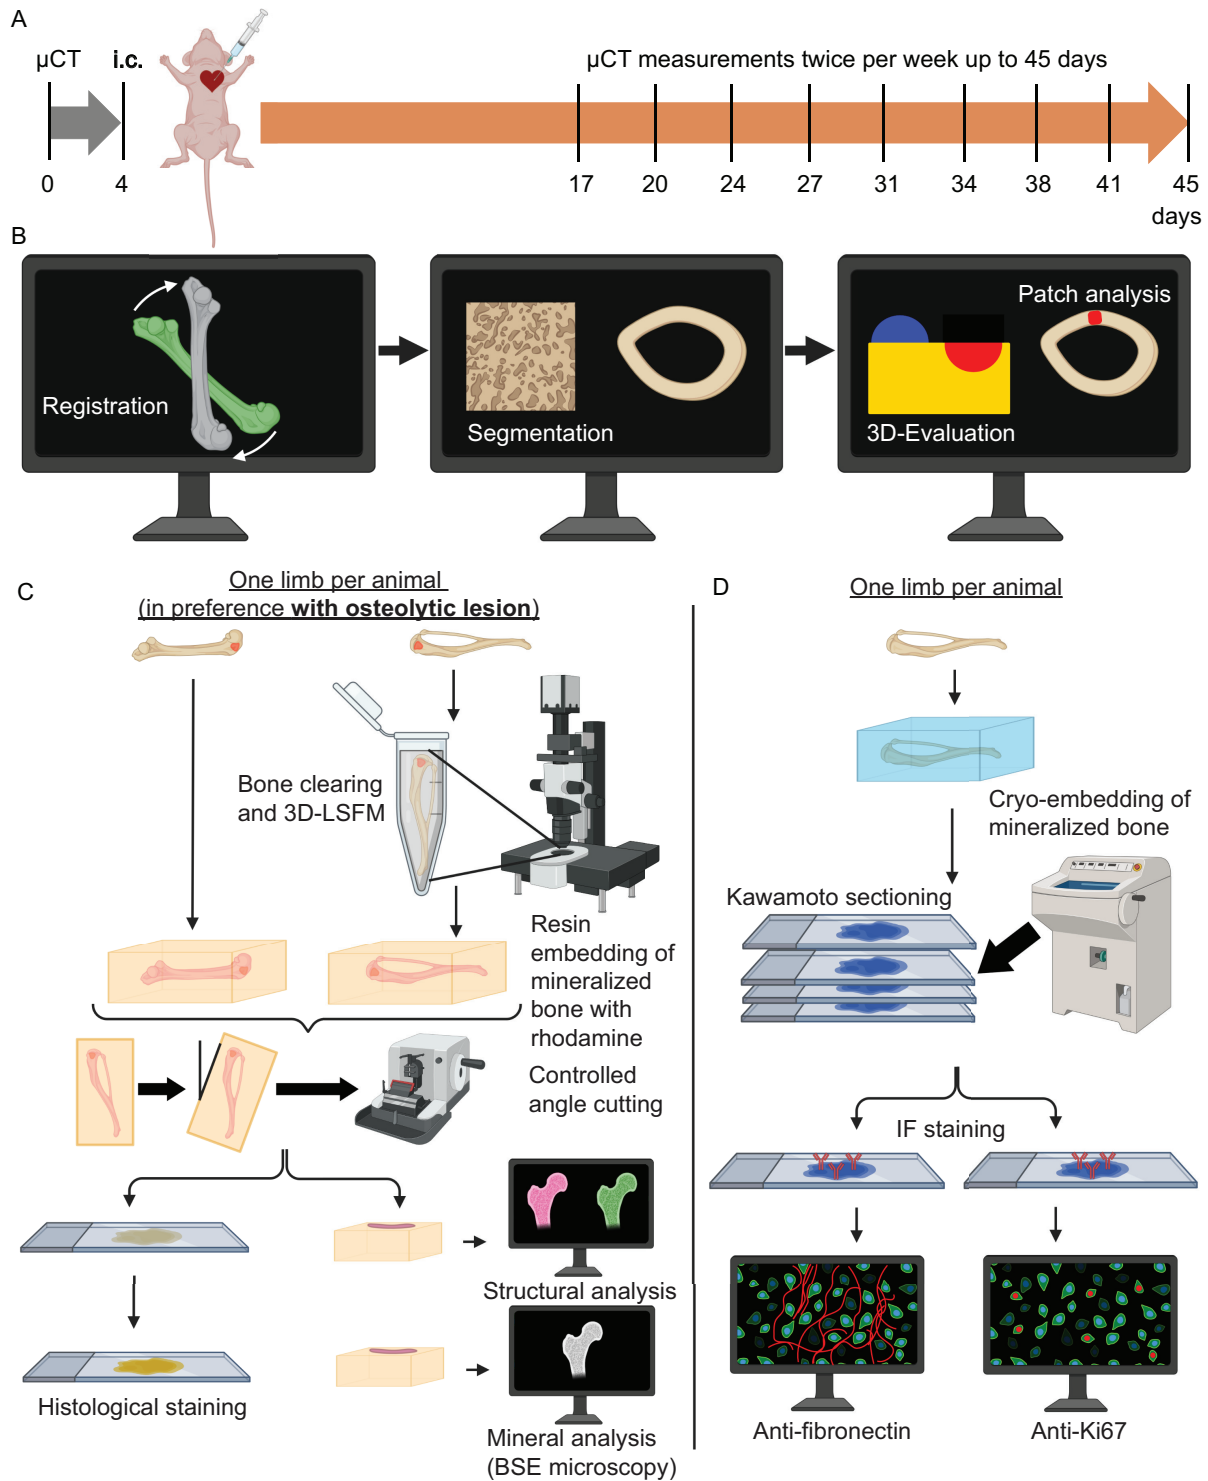 A
μCT
i.c.
μCT measurements twice per week up to 45 days
0
4
17
20
24
27
31
34
38
41
45
days
B
Registration
Segmentation
Patch analysis
3D-Evaluation
C
One limb per animal
(in preference with osteolytic lesion)
Bone clearing
and 3D-LSFM
Resin
embedding of
mineralized
bone with
rhodamine
Controlled
angle cutting
Structural analysis
Histological staining
Mineral analysis
(BSE microscopy)
D
One limb per animal
Cryo-embedding of
mineralized bone
Kawamoto sectioning
IF staining
Anti-fibronectin
Anti-Ki67